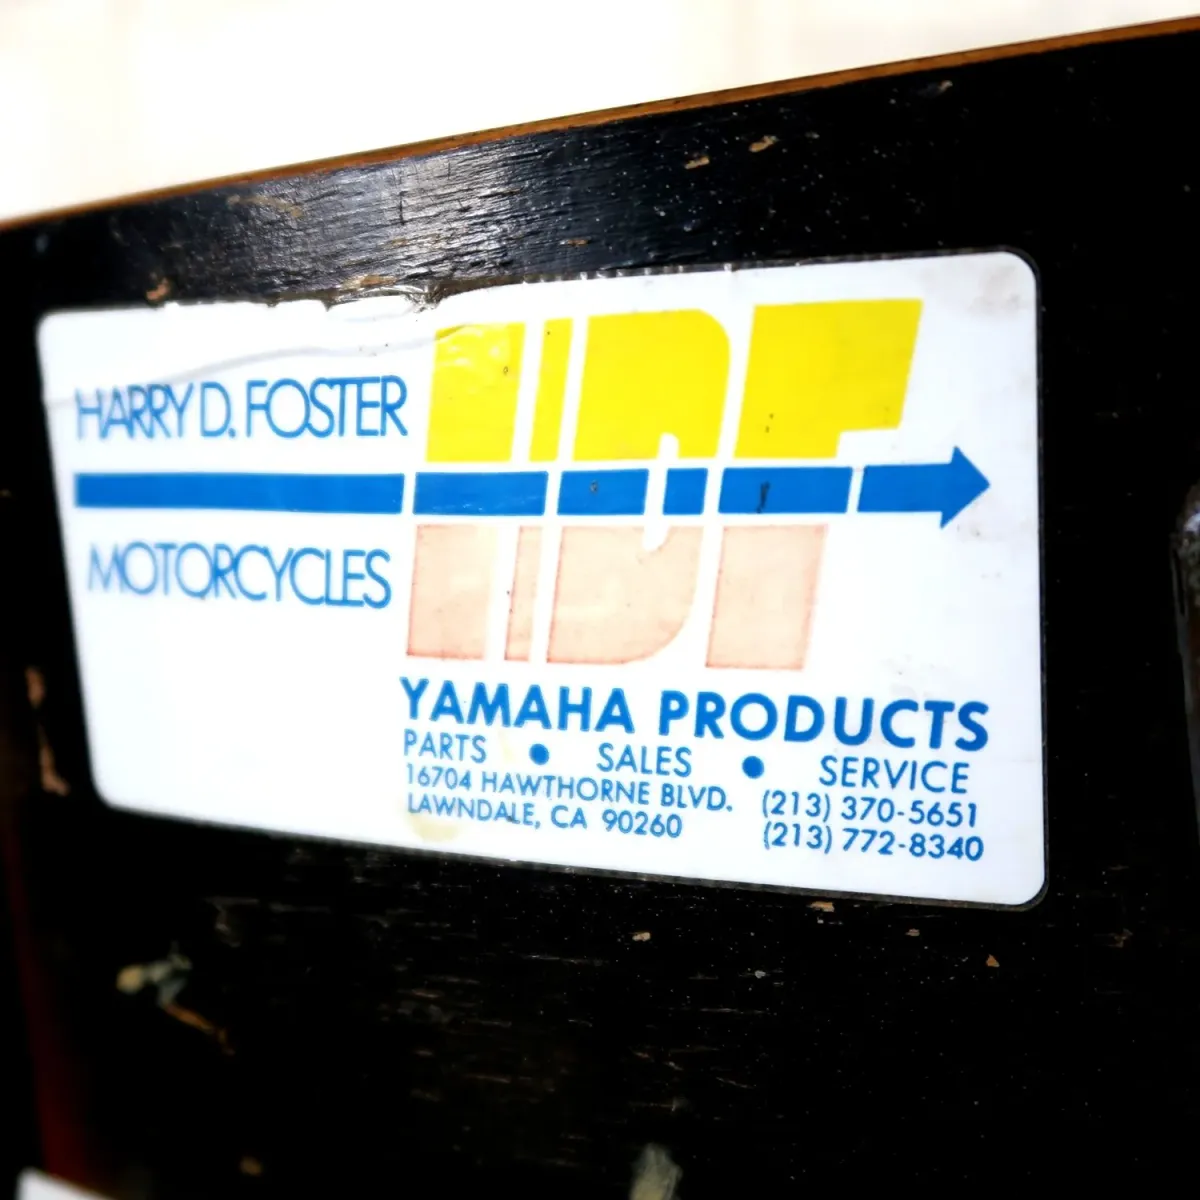 HARRY D. FOSTER
MOTORCYCLES
HDF
YAMAHA PRODUCTS
PARTS • SALES • SERVICE
16704 HAWTHORNE BLVD. (213) 370-5651
LAWNDALE, CA 90260 (213) 772-8340